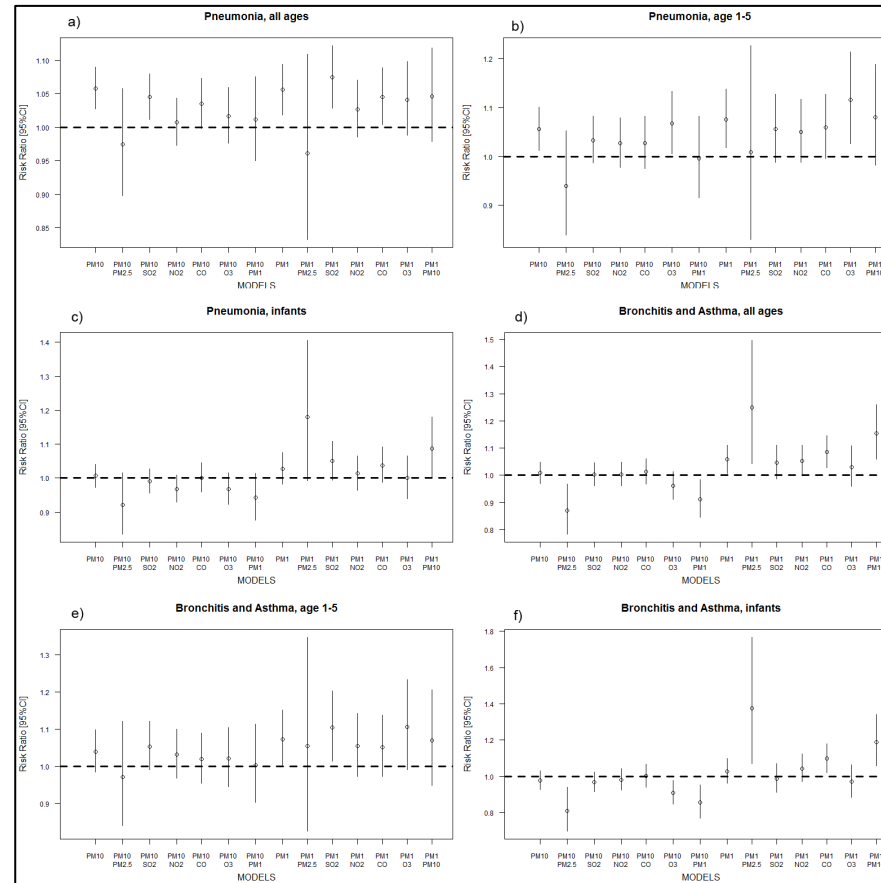 a)
Pneumonia, all ages
Risk Ratio [95%CI]
1.10
1.05
1.00
0.95
0.90
0.85
PM10 PM10 PM10 PM10 PM10 PM10 PM10 PM1 PM1 PM1 PM1 PM1 PM1 PM1
PM2.5 SO2 NO2 CO O3 PM1 PM2.5 SO2 NO2 CO O3 PM10
MODELS
b)
Pneumonia, age 1-5
Risk Ratio [95%CI]
1.2
1.1
1.0
0.9
PM10 PM10 PM10 PM10 PM10 PM10 PM10 PM1 PM1 PM1 PM1 PM1 PM1 PM1
PM2.5 SO2 NO2 CO O3 PM1 PM2.5 SO2 NO2 CO O3 PM10
MODELS
c)
Pneumonia, infants
Risk Ratio [95%CI]
1.4
1.3
1.2
1.1
1.0
0.9
PM10 PM10 PM10 PM10 PM10 PM10 PM10 PM1 PM1 PM1 PM1 PM1 PM1 PM1
PM2.5 SO2 NO2 CO O3 PM1 PM2.5 SO2 NO2 CO O3 PM10
MODELS
d)
Bronchitis and Asthma, all ages
Risk Ratio [95%CI]
1.5
1.4
1.3
1.2
1.1
1.0
0.9
0.8
PM10 PM10 PM10 PM10 PM10 PM10 PM10 PM1 PM1 PM1 PM1 PM1 PM1 PM1
PM2.5 SO2 NO2 CO O3 PM1 PM2.5 SO2 NO2 CO O3 PM10
MODELS
e)
Bronchitis and Asthma, age 1-5
Risk Ratio [95%CI]
1.3
1.2
1.1
1.0
0.9
PM10 PM10 PM10 PM10 PM10 PM10 PM10 PM1 PM1 PM1 PM1 PM1 PM1 PM1
PM2.5 SO2 NO2 CO O3 PM1 PM2.5 SO2 NO2 CO O3 PM10
MODELS
f)
Bronchitis and Asthma, infants
Risk Ratio [95%CI]
1.8
1.6
1.4
1.2
1.0
0.8
PM10 PM10 PM10 PM10 PM10 PM10 PM10 PM1 PM1 PM1 PM1 PM1 PM1 PM1
PM2.5 SO2 NO2 CO O3 PM1 PM2.5 SO2 NO2 CO O3 PM10
MODELS